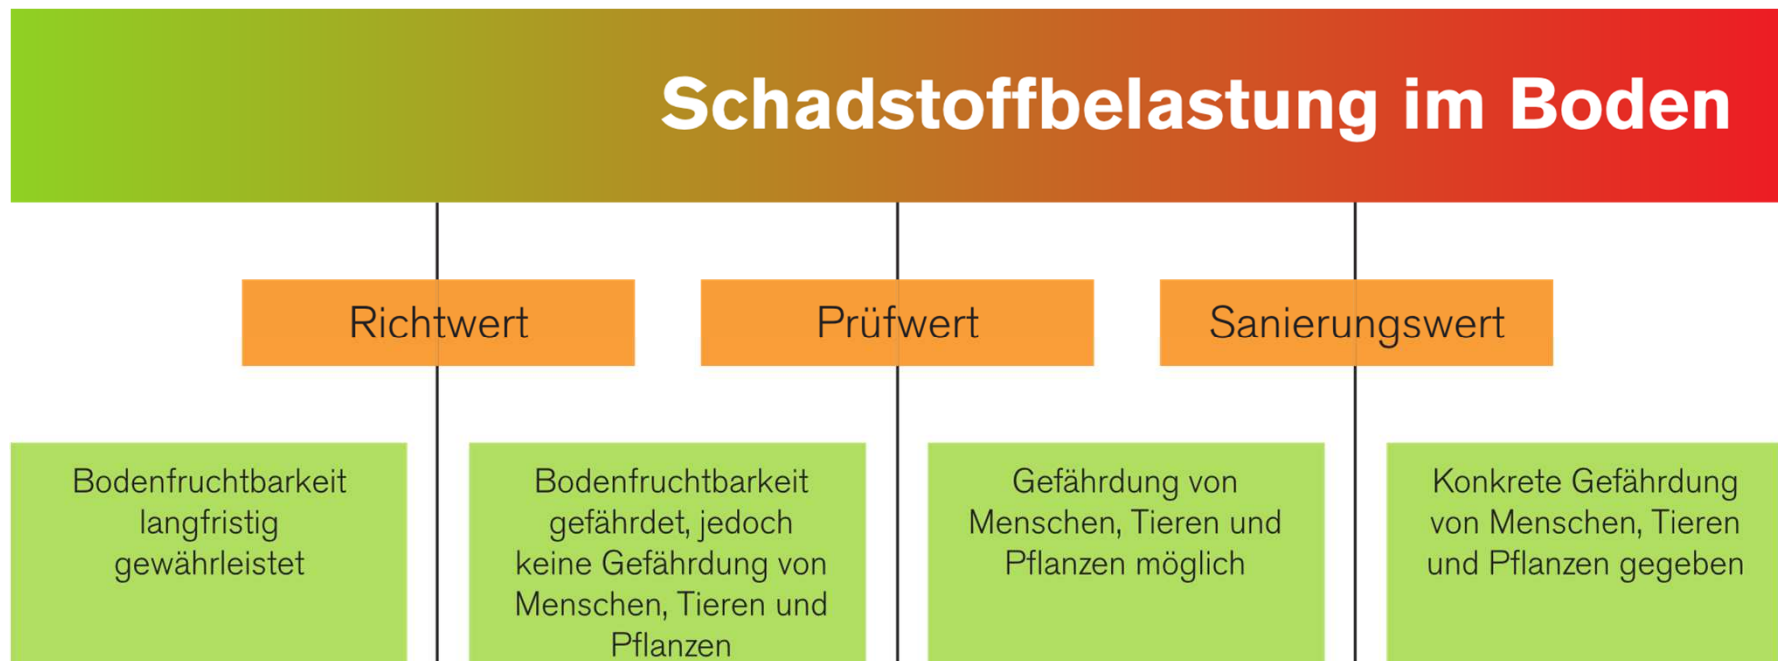 Schadstoffbelastung im Boden
Richtwert
Prüfwert
Sanierungswert
Bodenfruchtbarkeit
langfristig
gewährleistet
Bodenfruchtbarkeit
gefährdet, jedoch
keine Gefährdung von
Menschen, Tieren und
Pflanzen
Gefährdung von
Menschen, Tieren und
Pflanzen möglich
Konkrete Gefährdung
von Menschen, Tieren
und Pflanzen gegeben